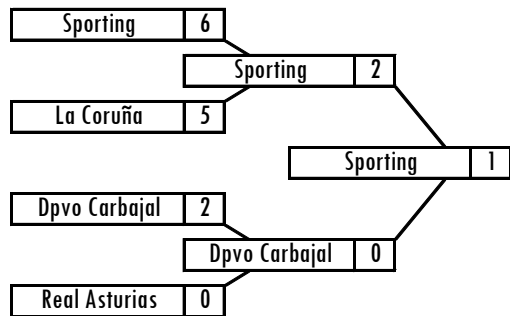 Sporting 6
Sporting 2
La Coruña 5
Sporting 1
Dpvo Carbajal 2
Dpvo Carbajal 0
Real Asturias 0